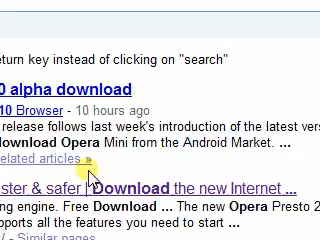 eturn key instead of clicking on "search"
0 alpha download
10 Browser - 10 hours ago
release follows last week's introduction of the latest vers
download Opera Mini from the Android Market. ...
elated articles »
ster & safer | Download the new Internet ...
ng engine. Free Download ... The new Opera Presto 2
pports all the features you need to start ...
/ - Similar pages